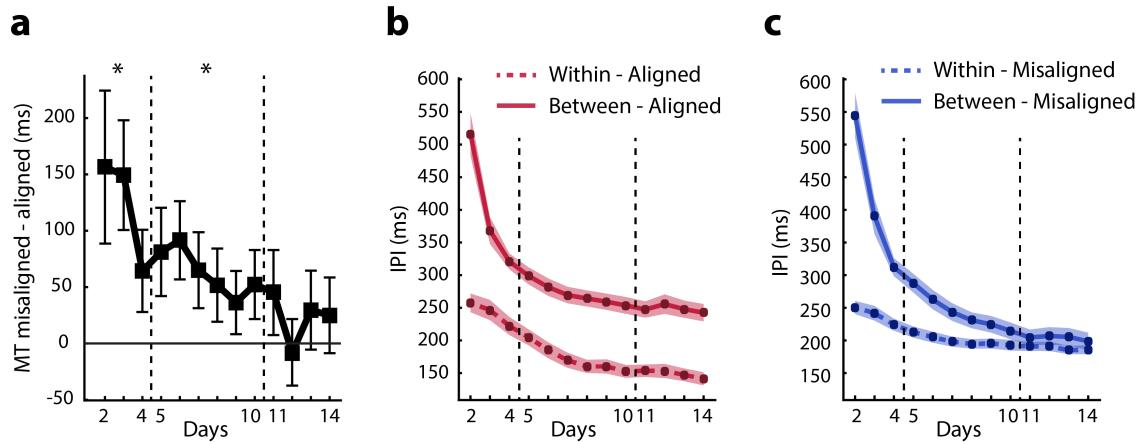 a
* *
MT misaligned - aligned (ms)
200
150
100
50
0
-50
2 4 5 10 11 14
Days
b
Within - Aligned
Between - Aligned
IPI (ms)
600
550
500
450
400
350
300
250
200
150
2 4 5 10 11 14
Days
c
Within - Misaligned
Between - Misaligned
IPI (ms)
600
550
500
450
400
350
300
250
200
150
2 4 5 10 11 14
Days